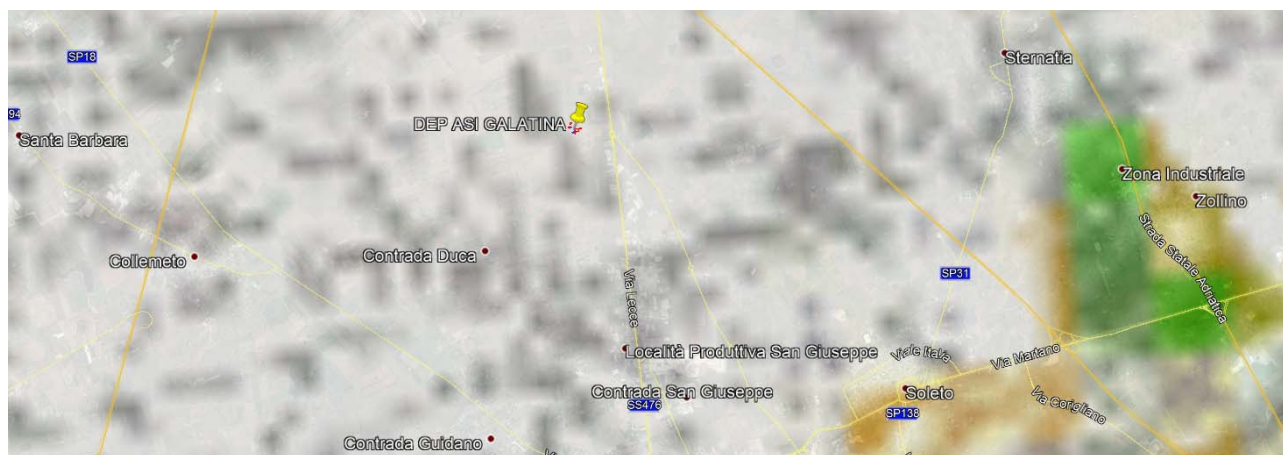 SP18
Sternatia
94
DEP ASI GALATINA
Santa Barbara
Zona Industriale
Zollino
Strada Statale Adriatica
Collemeto
Contrada Duca
Via Lecce
SP31
Località Produttiva San Giuseppe
Viale Italia
Via Martano
Contrada San Giuseppe
SS476
Soleto
SP138
Via Corigliano
Contrada Guidano